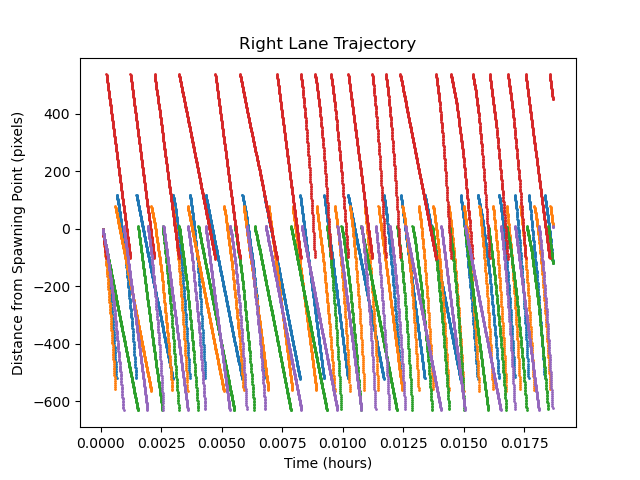 Right Lane Trajectory
Distance from Spawning Point (pixels)
400
200
0
−200
−400
−600
0.0000 0.0025 0.0050 0.0075 0.0100 0.0125 0.0150 0.0175
Time (hours)